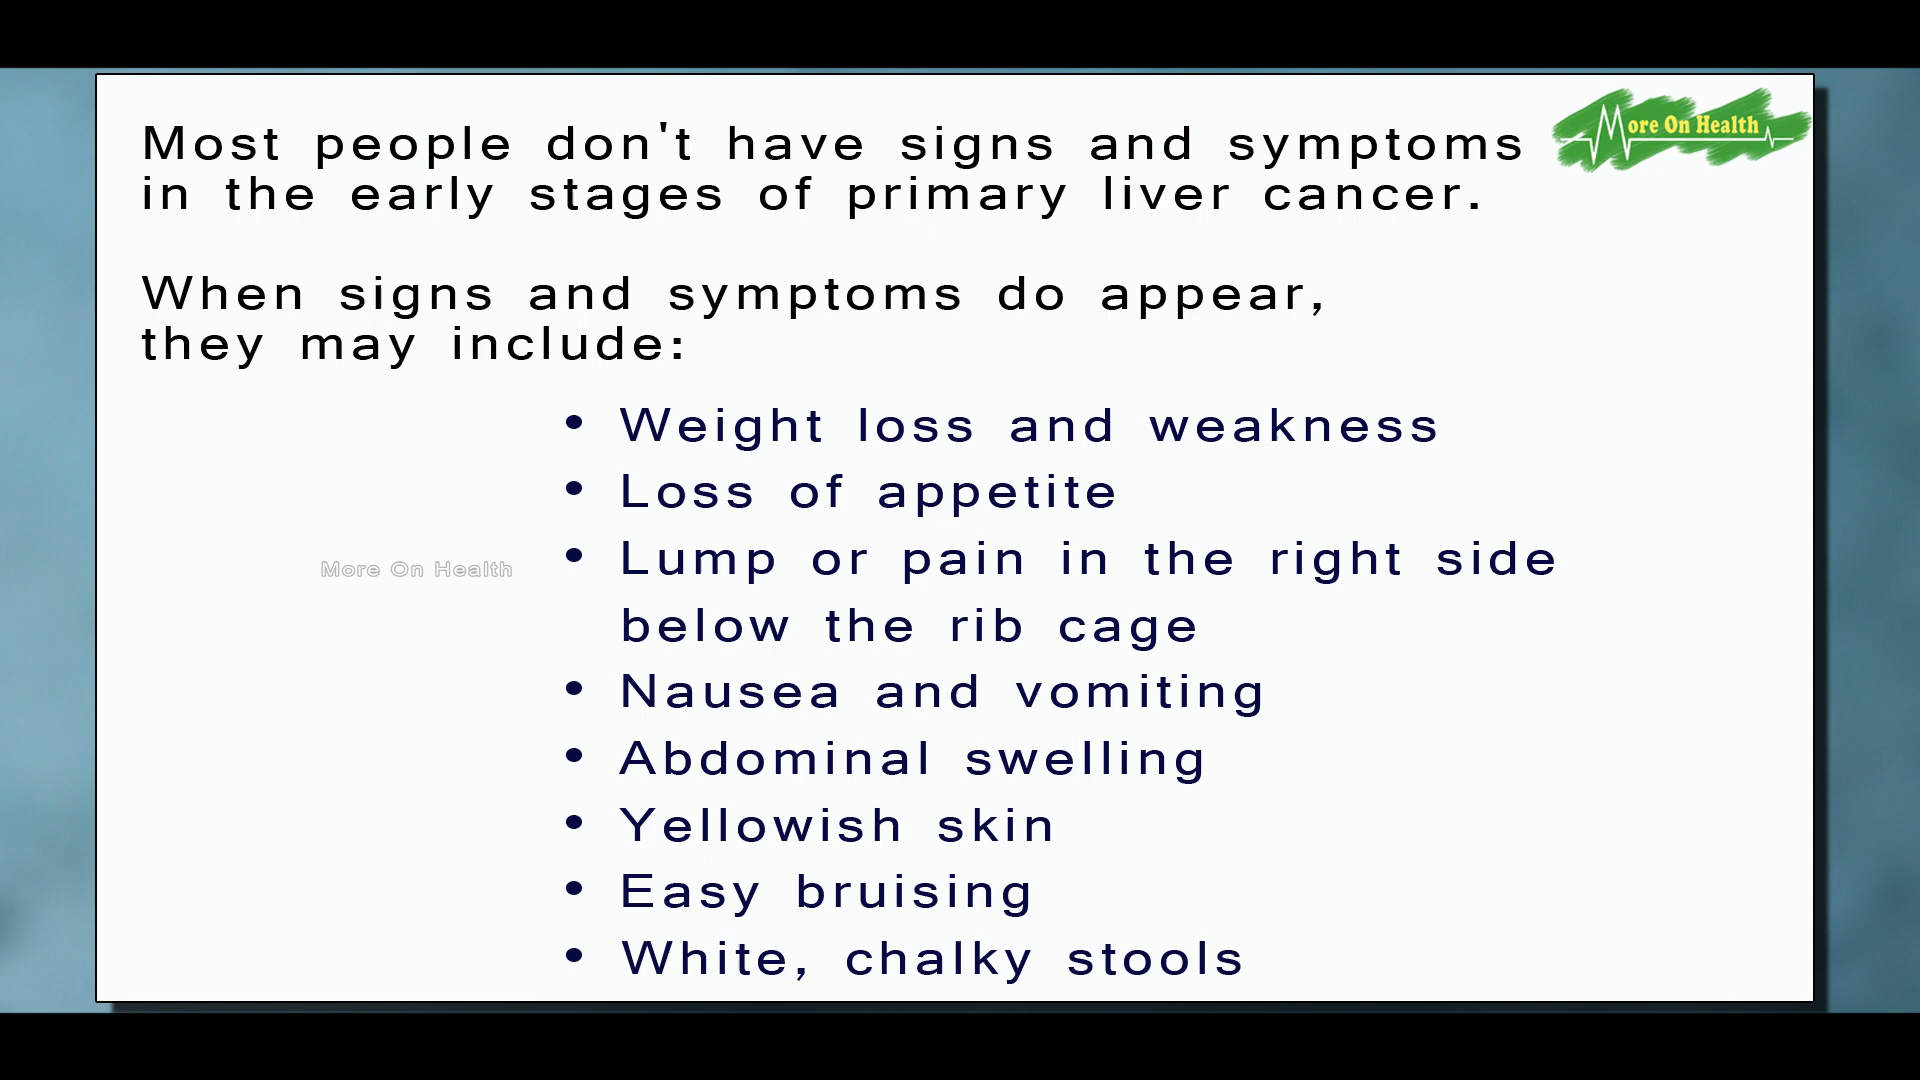 Most people don't have signs and symptoms
in the early stages of primary liver cancer.
More On Health
When signs and symptoms do appear,
they may include:
• Weight loss and weakness
• Loss of appetite
• Lump or pain in the right side
below the rib cage
More On Health
• Nausea and vomiting
• Abdominal swelling
• Yellowish skin
• Easy bruising
• White, chalky stools